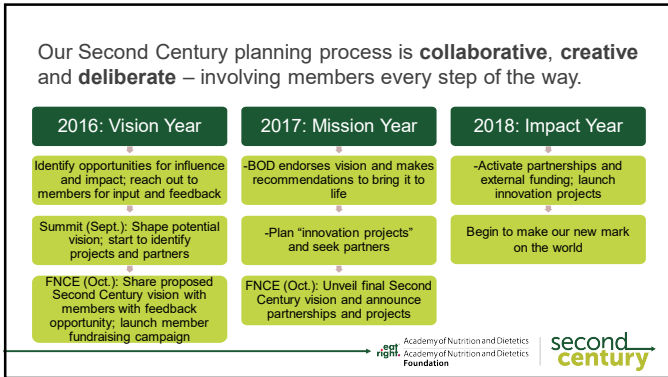 Our Second Century planning process is collaborative, creative
and deliberate – involving members every step of the way.
2016: Vision Year
Identify opportunities for influence
and impact; reach out to
members for input and feedback
Summit (Sept.): Shape potential
vision; start to identify
projects and partners
FNCE (Oct.): Share proposed
Second Century vision with
members with feedback
opportunity; launch member
fundraising campaign
2017: Mission Year
-BOD endorses vision and makes
recommendations to bring it to
life
-Plan “innovation projects”
and seek partners
FNCE (Oct.): Unveil final Second
Century vision and announce
partnerships and projects
2018: Impact Year
-Activate partnerships and
external funding; launch
innovation projects
Begin to make our new mark
on the world
eat
right.
Academy of Nutrition and Dietetics
Academy of Nutrition and Dietetics
Foundation
second
century